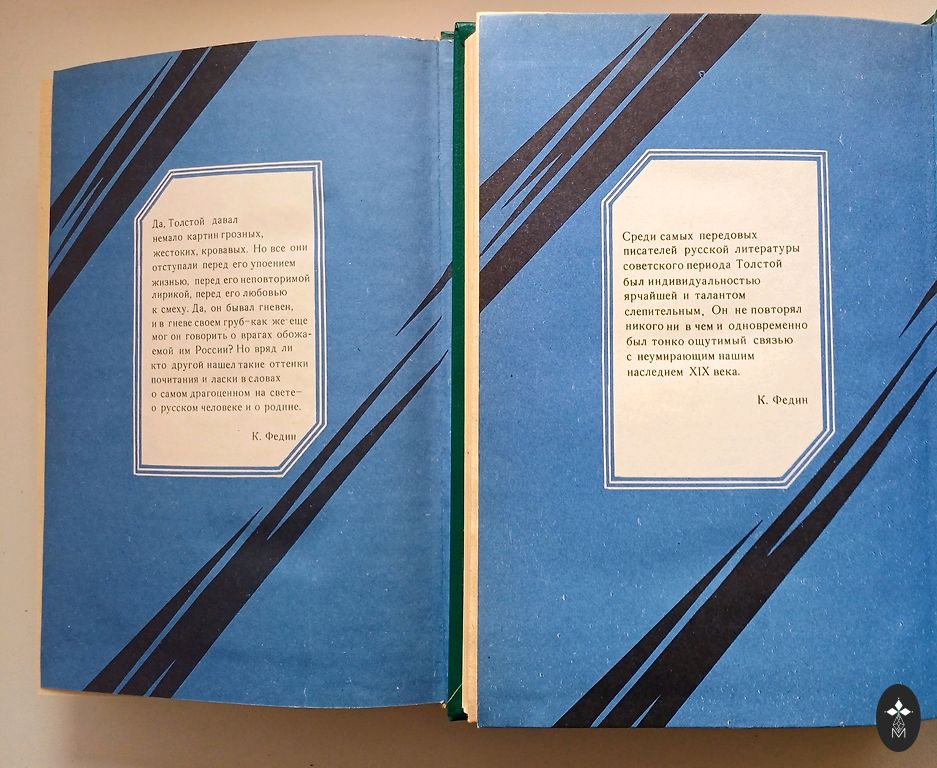 Да, Толстой давал
немало картин грозных,
жестоких, кровавых. Но все они
отступали перед его упоением
жизнью, перед его неповторимой
лирикой, перед его любовью
к смеху. Да, он бывал гневен,
и в гневе своем груб—как же еще
мог он говорить о врагах обожа-
емой им России? Но вряд ли
кто другой нашел такие оттенки
почитания и ласки в словах
о самом драгоценном на свете—
о русском человеке и о родине.
К. Федин
Среди самых передовых
писателей русской литературы
советского периода Толстой
был индивидуальностью
ярчайшей и талантом
слепительным. Он не повторял
никого ни в чем и одновременно
был тонко ощутимый связью
с неумирающим нашим
наследием XIX века.
К. Федин
М